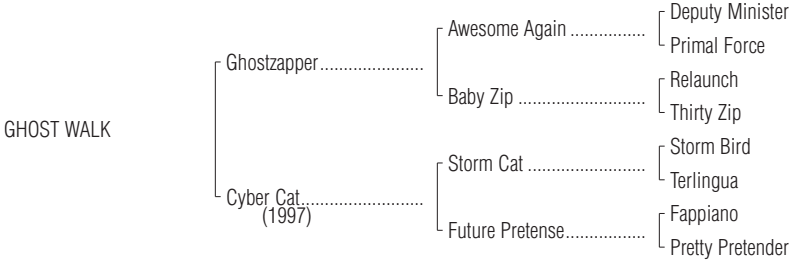 Deputy Minister
Awesome Again ................
Primal Force
Ghostzapper......................
Relaunch
Baby Zip ...........................
Thirty Zip
GHOST WALK
Storm Bird
Storm Cat .........................
Terlingua
Cyber Cat..........................
(1997)
Fappiano
Future Pretense.................
Pretty Pretender